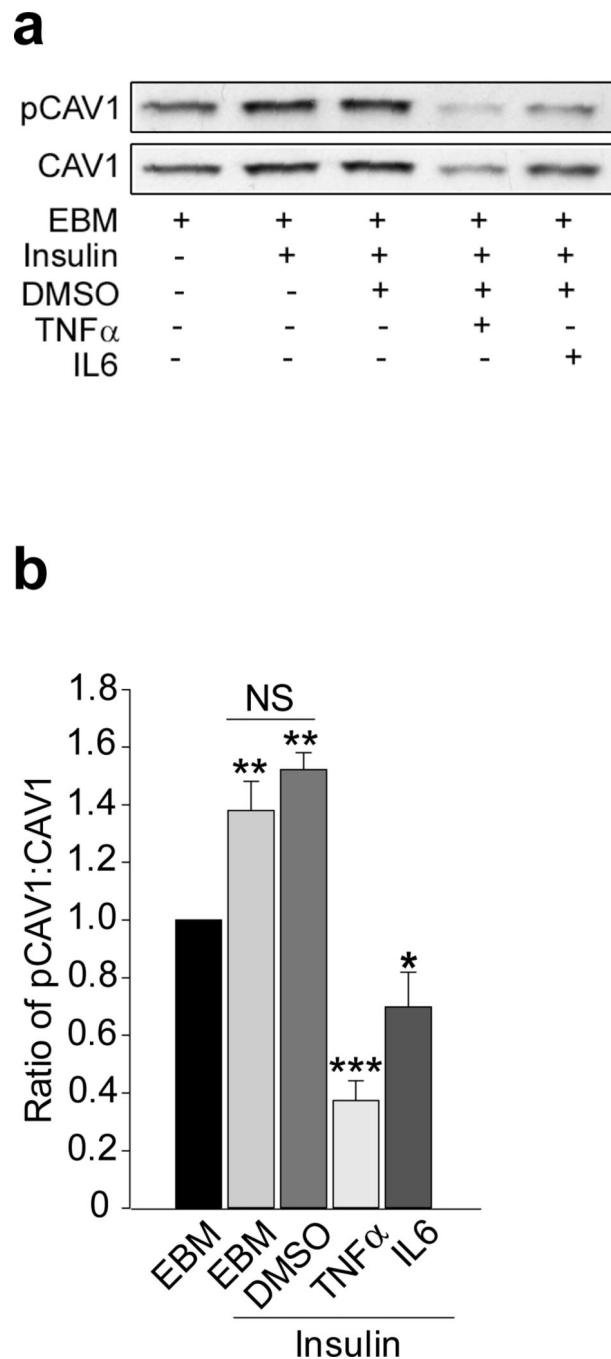 a
pCAV1
CAV1
EBM + + + + +
Insulin - + + + +
DMSO - - + + +
TNFα - - - + -
IL6 - - - - +
b
Ratio of pCAV1:CAV1
1.8
1.6
1.4
1.2
1.0
0.8
0.6
0.4
0.2
0
NS
** ** *** *
EBM EBM DMSO TNFα IL6
Insulin